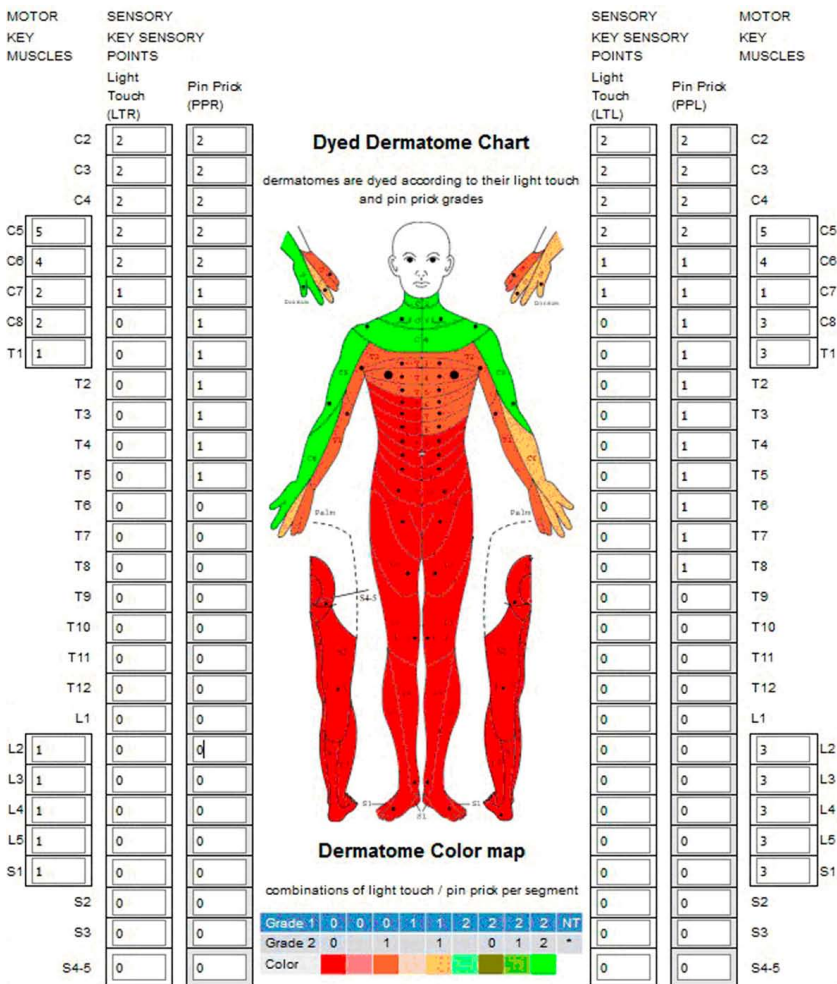 MOTOR SENSORY SENSORY MOTOR
KEY KEY SENSORY KEY SENSORY KEY
MUSCLES POINTS POINTS MUSCLES
Light Light
Touch Pin Prick Touch Pin Prick
(LTR) (PPR) (LTL) (PPL)
C2 2 2 Dyed Dermatome Chart 2 2 C2
C3 2 2 dermatomes are dyed according to their light touch 2 2 C3
C4 2 2 and pin prick grades 2 2 C4
C5 5 2 2 2 2 5 C5
C6 4 2 2 1 1 4 C6
C7 2 1 1 Dorsum Dorsum 1 1 1 C7
C8 2 0 1 0 1 3 C8
T1 1 0 1 0 1 3 T1
T2 0 1 0 1 T2
T3 0 1 0 1 T3
T4 0 1 0 1 T4
T5 0 1 0 1 T5
T6 0 0 Palm Palm 0 1 T6
T7 0 0 0 1 T7
T8 0 0 0 1 T8
T9 0 0 S4-5 0 0 T9
T10 0 0 0 0 T10
T11 0 0 0 0 T11
T12 0 0 0 0 T12
L1 0 0 0 0 L1
L2 1 0 0 0 0 3 L2
L3 1 0 0 0 0 3 L3
L4 1 0 0 0 0 3 L4
L5 1 0 0 S1 S1 S1 0 0 3 L5
S1 1 0 0 Dermatome Color map 0 0 3 S1
S2 0 0 combinations of light touch / pin prick per segment 0 0 S2
S3 0 0 0 0 S3
Grade 1 0 0 0 1 1 2 2 2 2 NT
Grade 2 0 1 1 0 1 2 *
S4-5 0 0 Color 0 0 S4-5